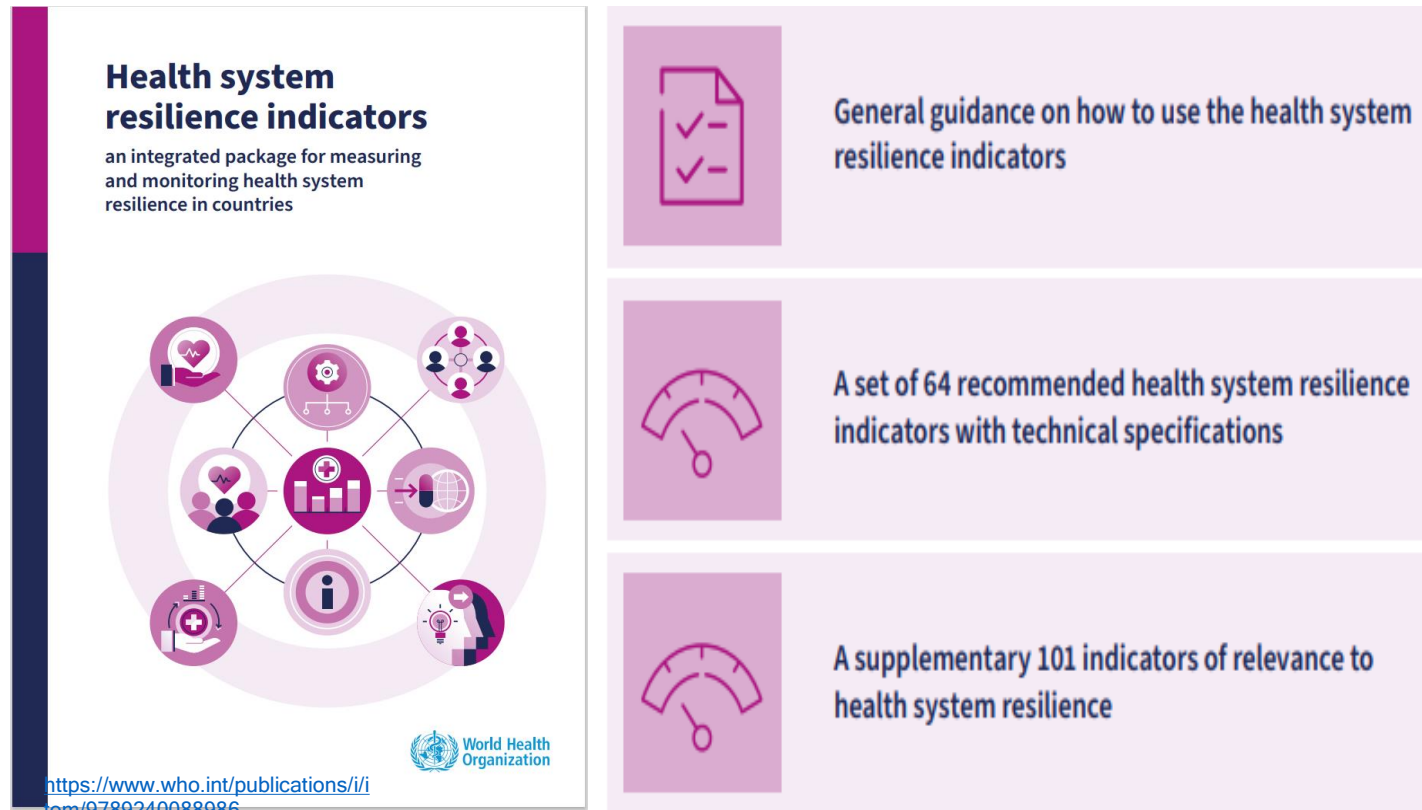 Health system
resilience indicators
an integrated package for measuring
and monitoring health system
resilience in countries
World Health
Organization
https://www.who.int/publications/i/i
tem/9789240088986
General guidance on how to use the health system
resilience indicators
A set of 64 recommended health system resilience
indicators with technical specifications
A supplementary 101 indicators of relevance to
health system resilience